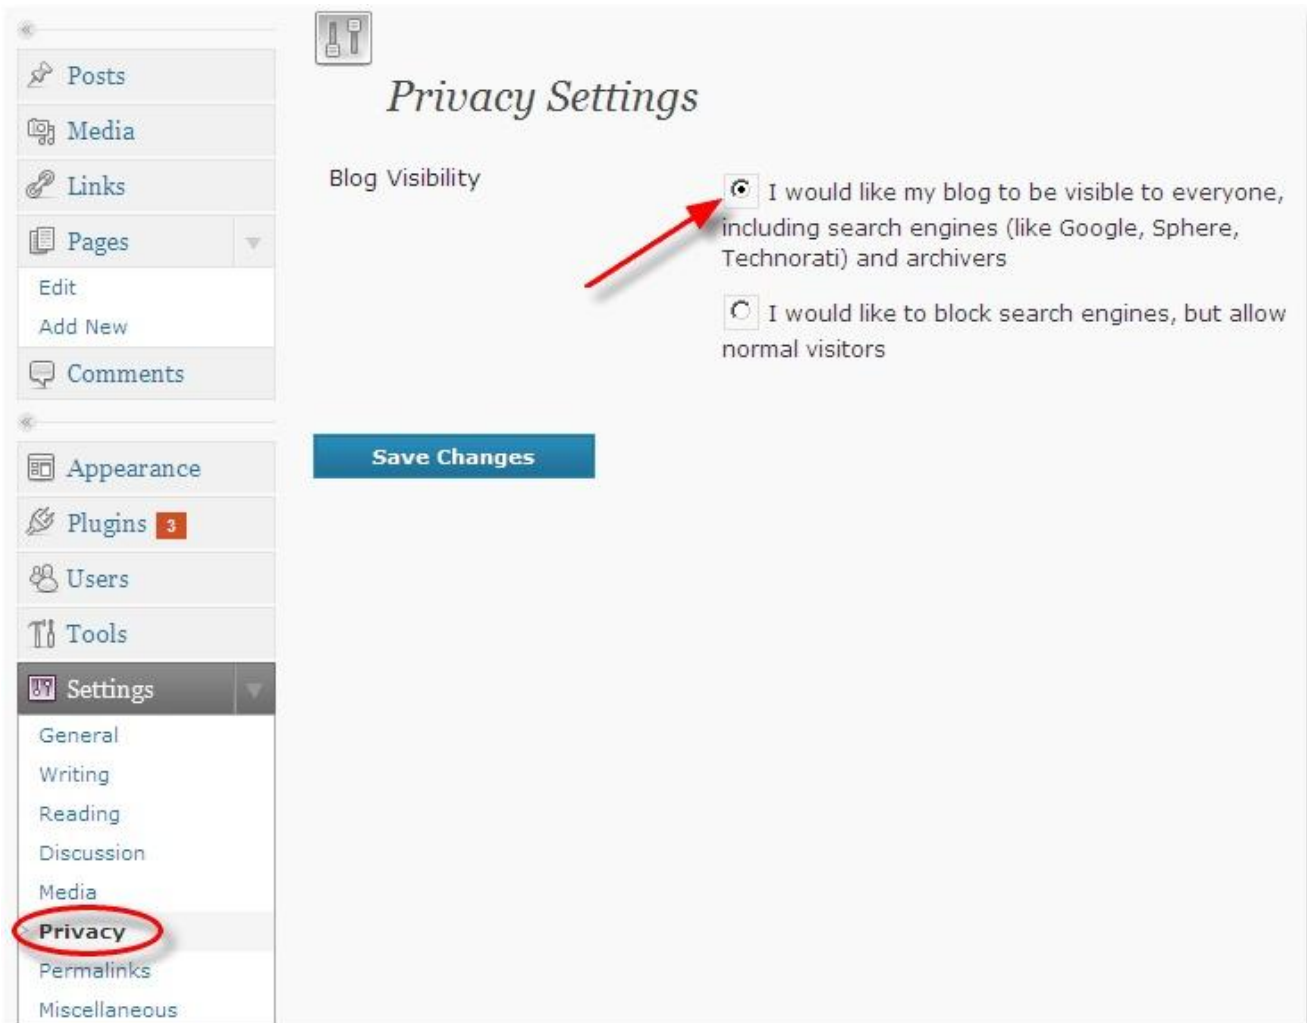 Posts
Media
Links
Pages
Edit
Add New
Comments
Appearance
Plugins 3
Users
Tools
Settings
General
Writing
Reading
Discussion
Media
Privacy
Permalinks
Miscellaneous
Privacy Settings
Blog Visibility
I would like my blog to be visible to everyone,
including search engines (like Google, Sphere,
Technorati) and archivers
I would like to block search engines, but allow
normal visitors
Save Changes